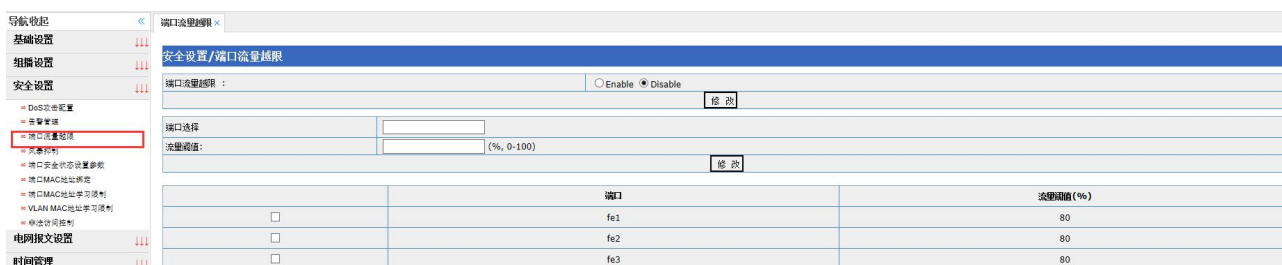 导航收起 «
基础设置 ↓↓↓
组播设置 ↓↓↓
安全设置 ↓↓↓
DoS攻击配置
告警管理
端口流量越限
风暴抑制
端口安全状态设置参数
端口MAC地址绑定
端口MAC地址学习限制
VLAN MAC地址学习限制
非法访问控制
电网报文设置 ↓↓↓
时间管理 ↓↓↓
端口流量越限 ×
安全设置/端口流量越限
端口流量越限 : Enable Disable
修 改
端口选择
流量阈值: (%, 0-100)
修 改
端口 流量阈值(%)
fe1 80
fe2 80
fe3 80